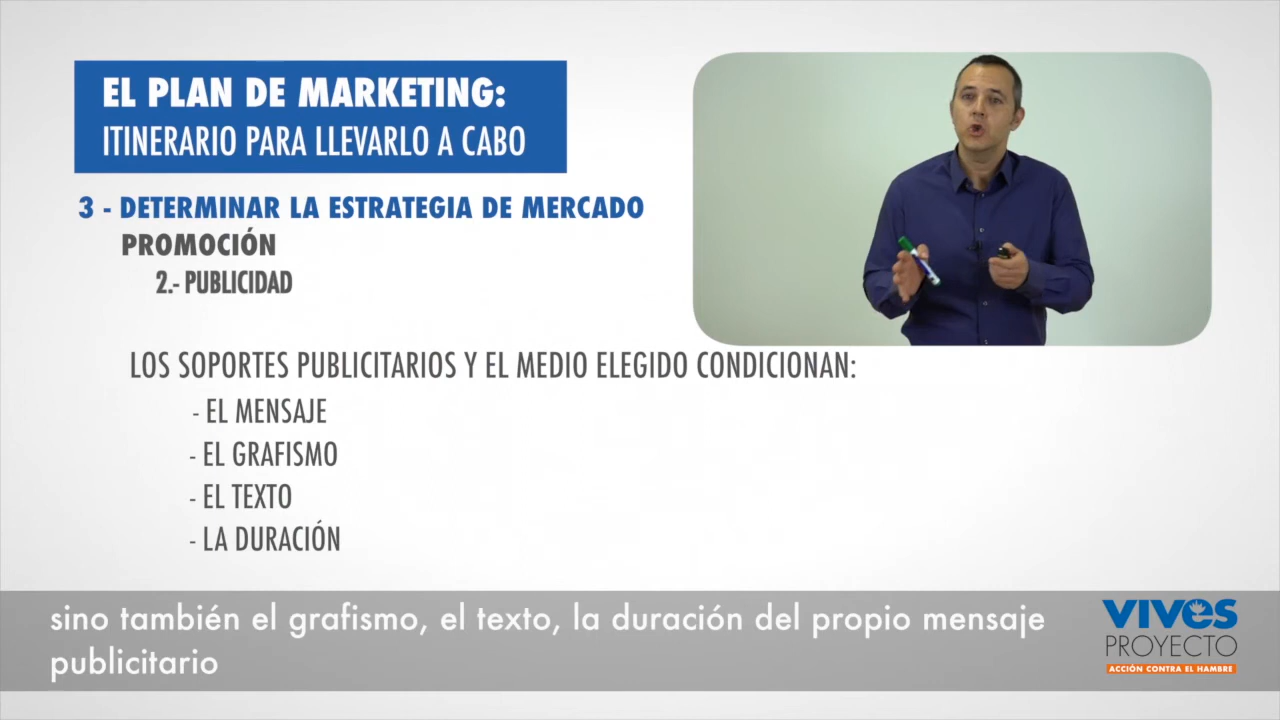 EL PLAN DE MARKETING:
ITINERARIO PARA LLEVARLO A CABO
3 - DETERMINAR LA ESTRATEGIA DE MERCADO
PROMOCIÓN
2.- PUBLICIDAD
LOS SOPORTES PUBLICITARIOS Y EL MEDIO ELEGIDO CONDICIONAN:
- EL MENSAJE
- EL GRAFISMO
- EL TEXTO
- LA DURACIÓN
sino también el grafismo, el texto, la duración del propio mensaje
publicitario
VIVES
PROYECTO
ACCIÓN CONTRA EL HAMBRE